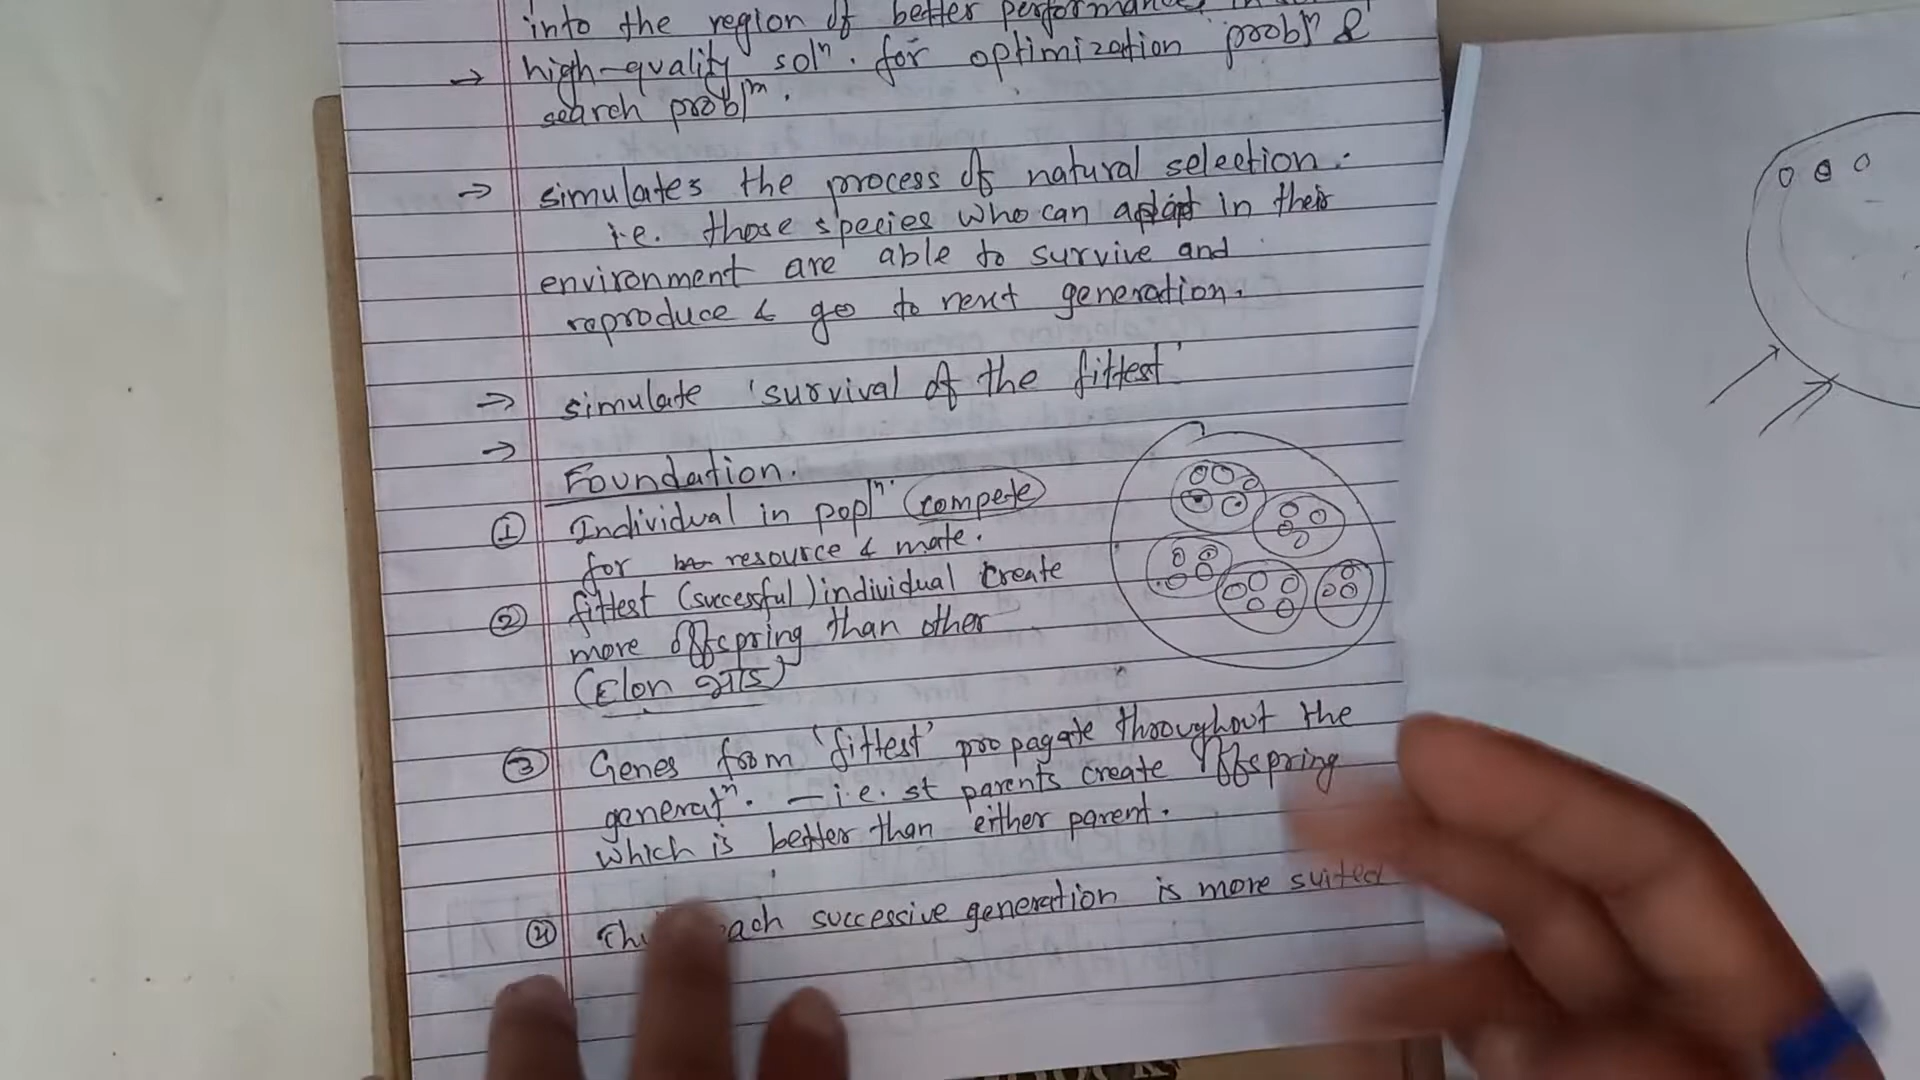 into the region of better performance
→ high-quality solⁿ. for optimization problᵐ &
search problᵐ.
→ simulates the process of natural selection.
i.e. those species who can adapt in their
environment are able to survive and
reproduce & go to next generation.
→ simulate 'survival of the fittest'
→
Foundation.
① Individual in poplⁿ. compete
for resource & mate.
② fittest (successful) individual create
more offspring than other
(Elon भाई)
③ Genes from 'fittest' propagate throughout the
generatⁿ. – i.e. st parents create offspring
which is better than either parent.
④ each successive generation is more suited